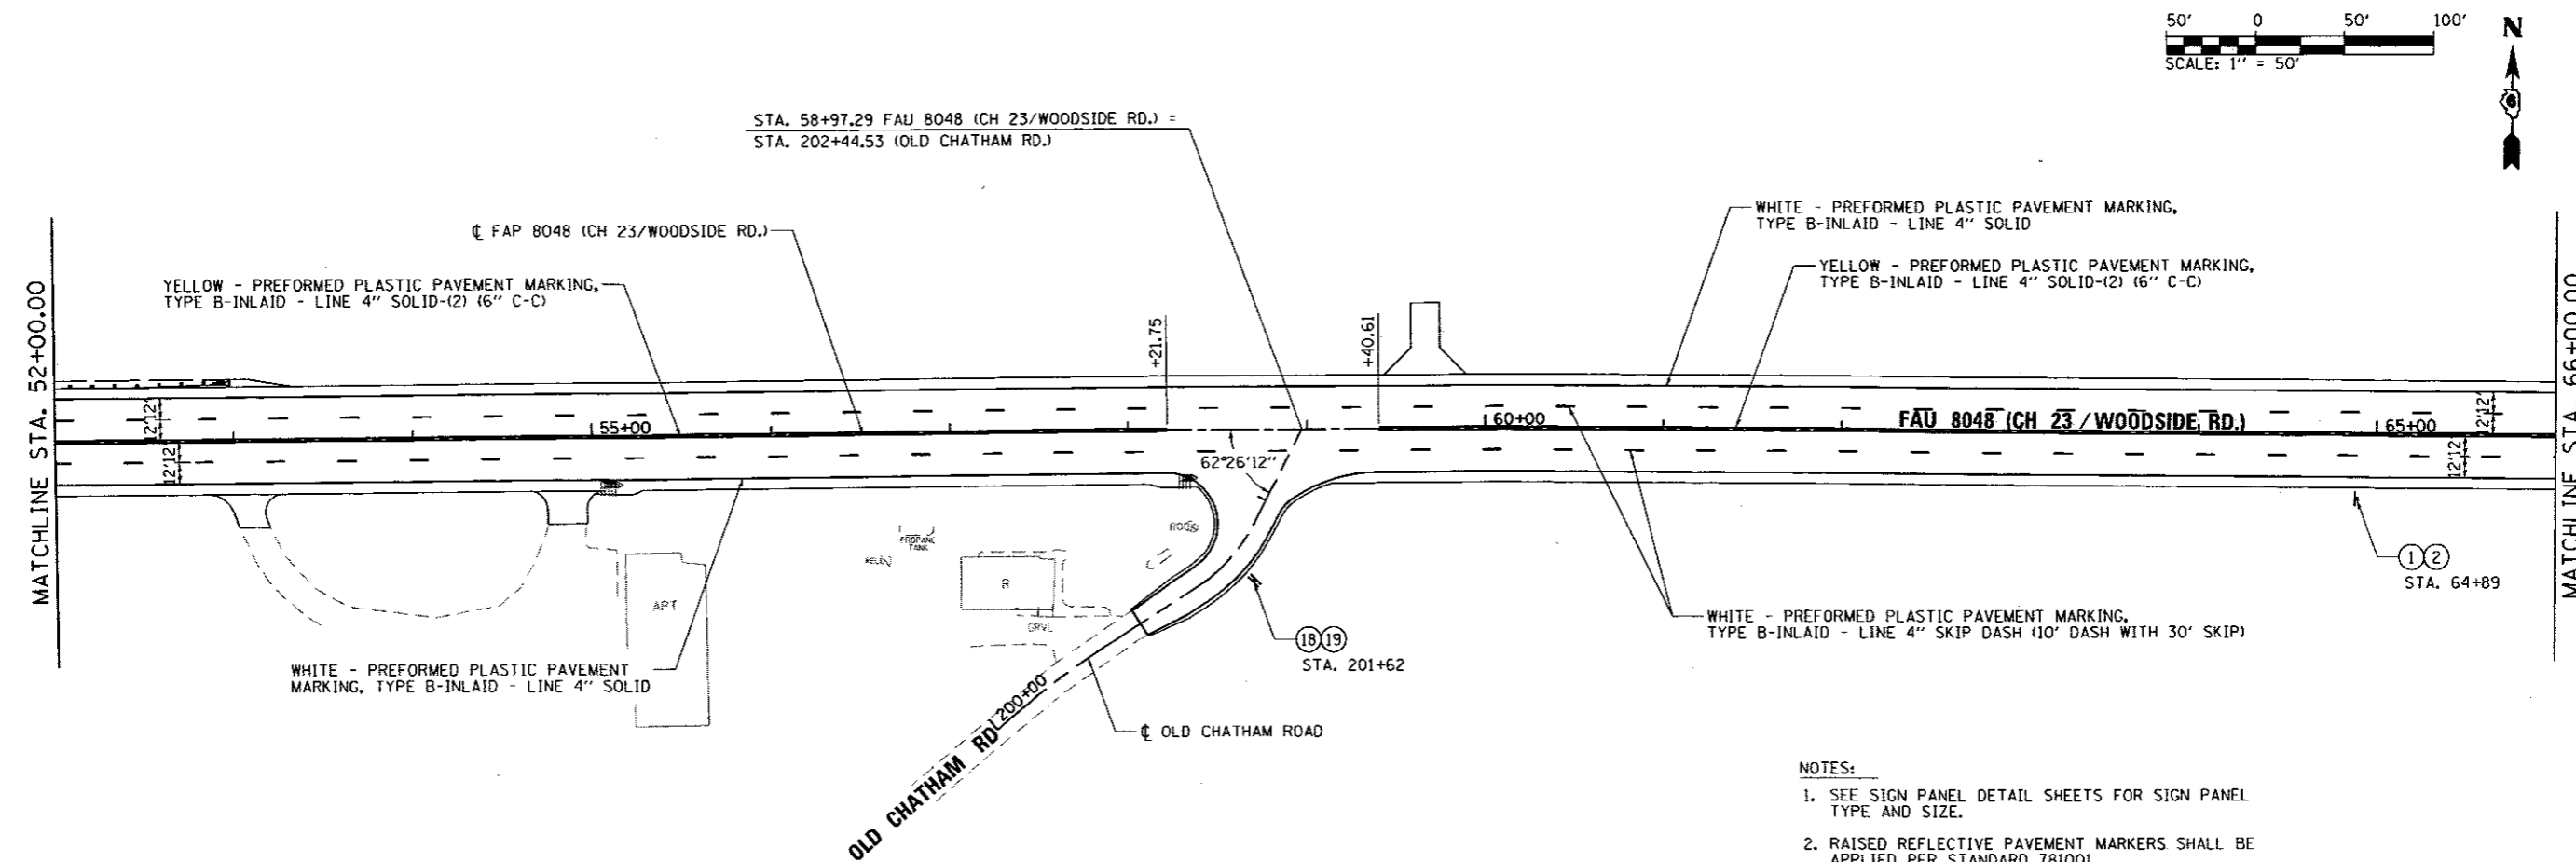 50' 0 50' 100'
N
SCALE: 1" = 50'
6
STA. 58+97.29 FAU 8048 (CH 23/WOODSIDE RD.) =
STA. 202+44.53 (OLD CHATHAM RD.)
WHITE - PREFORMED PLASTIC PAVEMENT MARKING,
TYPE B-INLAID - LINE 4" SOLID
℄ FAP 8048 (CH 23/WOODSIDE RD.)
YELLOW - PREFORMED PLASTIC PAVEMENT MARKING,
TYPE B-INLAID - LINE 4" SOLID-(2) (6" C-C)
YELLOW - PREFORMED PLASTIC PAVEMENT MARKING,
TYPE B-INLAID - LINE 4" SOLID-(2) (6" C-C)
MATCHLINE STA. 52+00.00
+21.75
+40.61
MATCHLINE STA. 66+00.00
12' 12'
12' 12'
55+00
60+00
FAU 8048 (CH 23/WOODSIDE RD.)
65+00
12' 12'
12' 12'
62°26'12"
PROPANE
TANK
R
APT
GRVL
1 2
STA. 64+89
18 19
STA. 201+62
WHITE - PREFORMED PLASTIC PAVEMENT MARKING,
TYPE B-INLAID - LINE 4" SKIP DASH (10' DASH WITH 30' SKIP)
WHITE - PREFORMED PLASTIC PAVEMENT
MARKING, TYPE B-INLAID - LINE 4" SOLID
200+00
OLD CHATHAM RD
℄ OLD CHATHAM ROAD
NOTES:
1. SEE SIGN PANEL DETAIL SHEETS FOR SIGN PANEL
TYPE AND SIZE.
2. RAISED REFLECTIVE PAVEMENT MARKERS SHALL BE
APPLIED PER STANDARD 781001